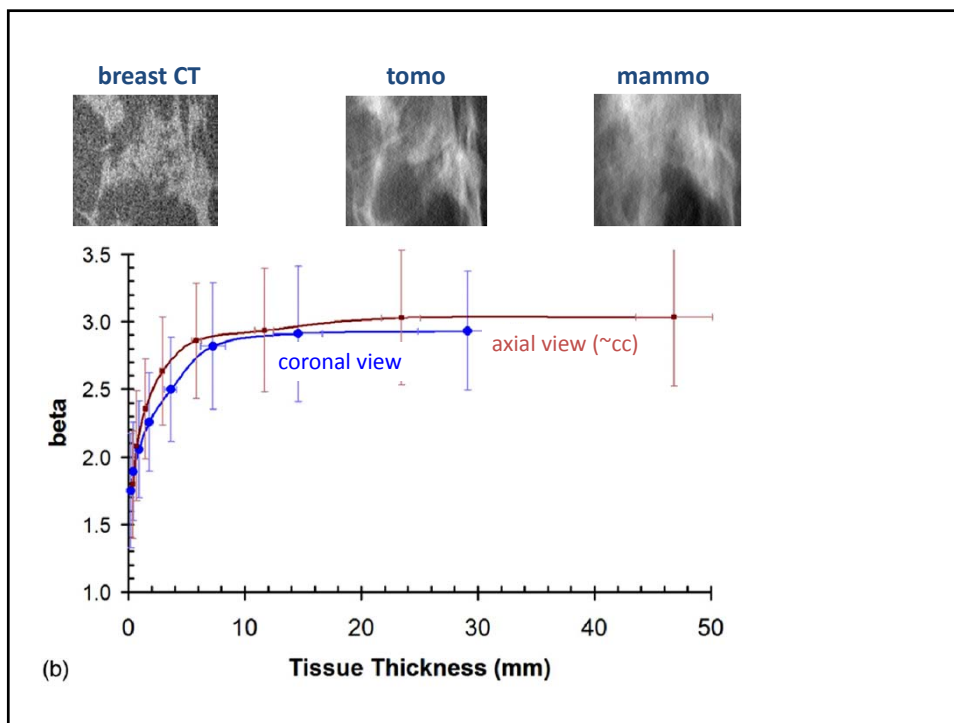 breast CT tomo mammo
3.5
3.0
2.5
2.0
1.5
1.0
beta
coronal view
axial view (~cc)
0 10 20 30 40 50
(b) Tissue Thickness (mm)